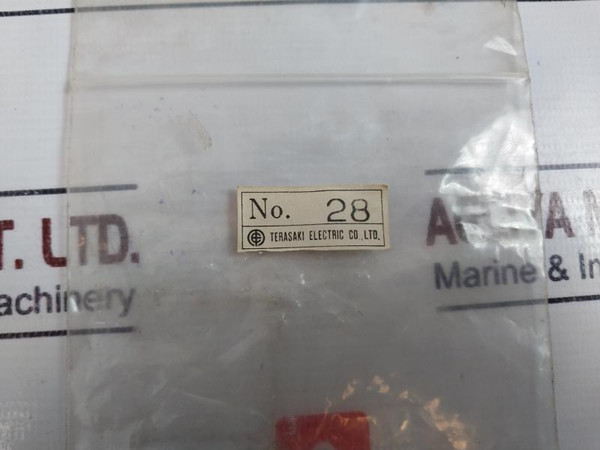 No. 28
TERASAKI ELECTRIC CO.,LTD.
T. LTD.
achinery
Marine & In